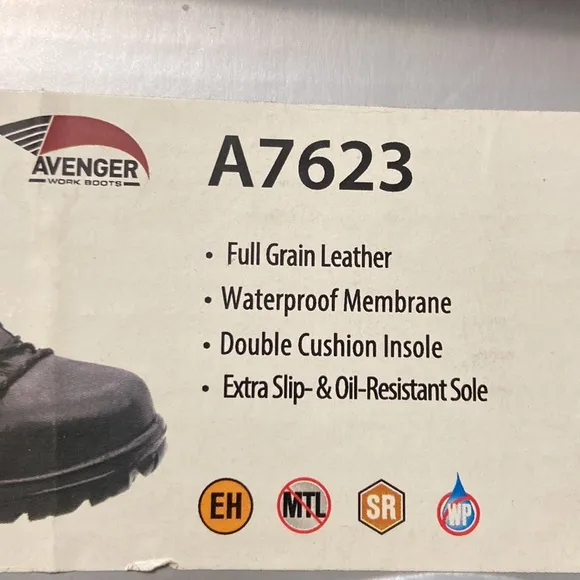 AVENGER
WORK BOOTS
A7623
• Full Grain Leather
• Waterproof Membrane
• Double Cushion Insole
• Extra Slip- & Oil-Resistant Sole
EH MTL SR WP